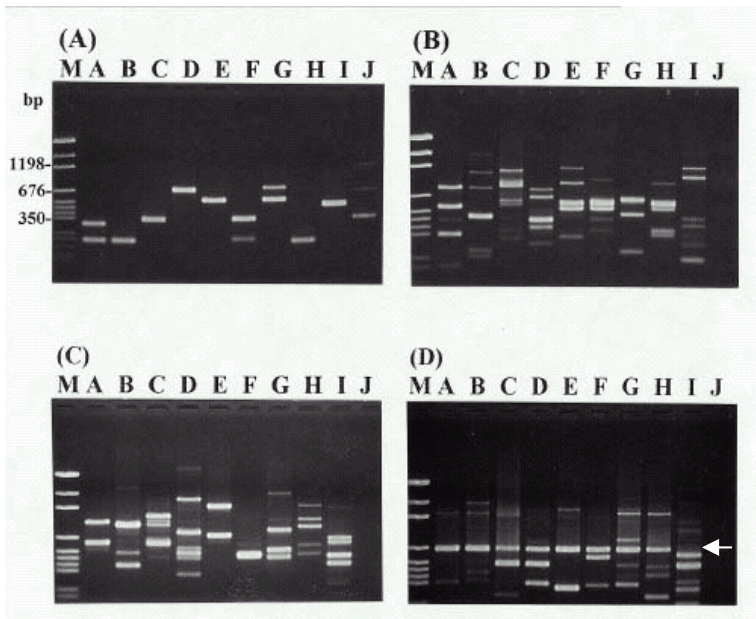 (A)
M A B C D E F G H I J
bp
1198-
676-
350-
(B)
M A B C D E F G H I J
(C)
M A B C D E F G H I J
(D)
M A B C D E F G H I J